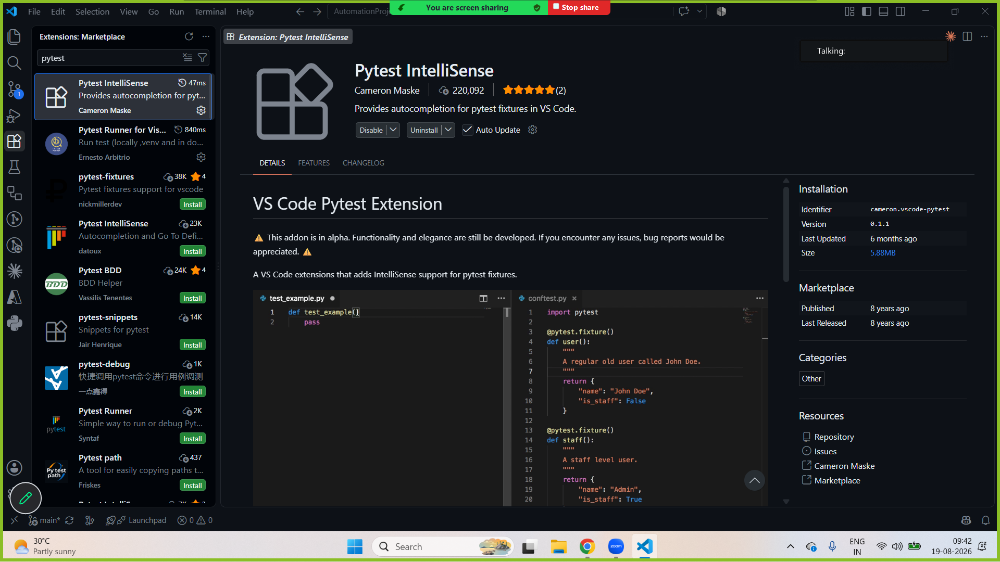 File Edit Selection View Go Run Terminal Help
AutomationProj
You are screen sharing
Stop share
Extensions: Marketplace
pytest
Pytest IntelliSense 47ms
Provides autocompletion for pyt...
Cameron Maske
Pytest Runner for Vis... 840ms
Run test (locally ,venv and in do...
Ernesto Arbitrio
pytest-fixtures 38K 4
Pytest fixtures support for vscode
nickmillerdev Install
Pytest IntelliSense 23K
Autocompletion and Go To Defi...
datoux Install
Pytest BDD 24K 4
BDD
BDD Helper
Vassilis Tenentes Install
pytest-snippets 14K
Snippets for pytest
Jair Henrique Install
pytest-debug 1K
快捷调用pytest命令进行用例调测
一点鑫得 Install
Pytest Runner 2K
Simple way to run or debug Pyt...
pytest
Syntaf Install
Pytest path 437
A tool for easily copying paths t...
Py test
path
Friskes Install
Extension: Pytest IntelliSense
Talking:
Pytest IntelliSense
Cameron Maske 220,092 (2)
Provides autocompletion for pytest fixtures in VS Code.
Disable Uninstall Auto Update
DETAILS FEATURES CHANGELOG
VS Code Pytest Extension
⚠ This addon is in alpha. Functionality and elegance are still be developed. If you encounter any issues, bug reports would be
appreciated. ⚠
A VS Code extensions that adds IntelliSense support for pytest fixtures.
test_example.py
1 def test_example()
2 pass
conftest.py
1 import pytest
2
3 @pytest.fixture()
4 def user():
5 """
6 A regular old user called John Doe.
7 """
8 return {
9 "name": "John Doe",
10 "is_staff": False
11 }
12
13 @pytest.fixture()
14 def staff():
15 """
16 A staff level user.
17 """
18 return {
19 "name": "Admin",
20 "is_staff": True
Installation
Identifier cameron.vscode-pytest
Version 0.1.1
Last Updated 6 months ago
Size 5.88MB
Marketplace
Published 8 years ago
Last Released 8 years ago
Categories
Other
Resources
Repository
Issues
Cameron Maske
Marketplace
1
main* Launchpad 0 0
30°C
Partly sunny
Search
zoom
ENG
IN
09:42
19-08-2026